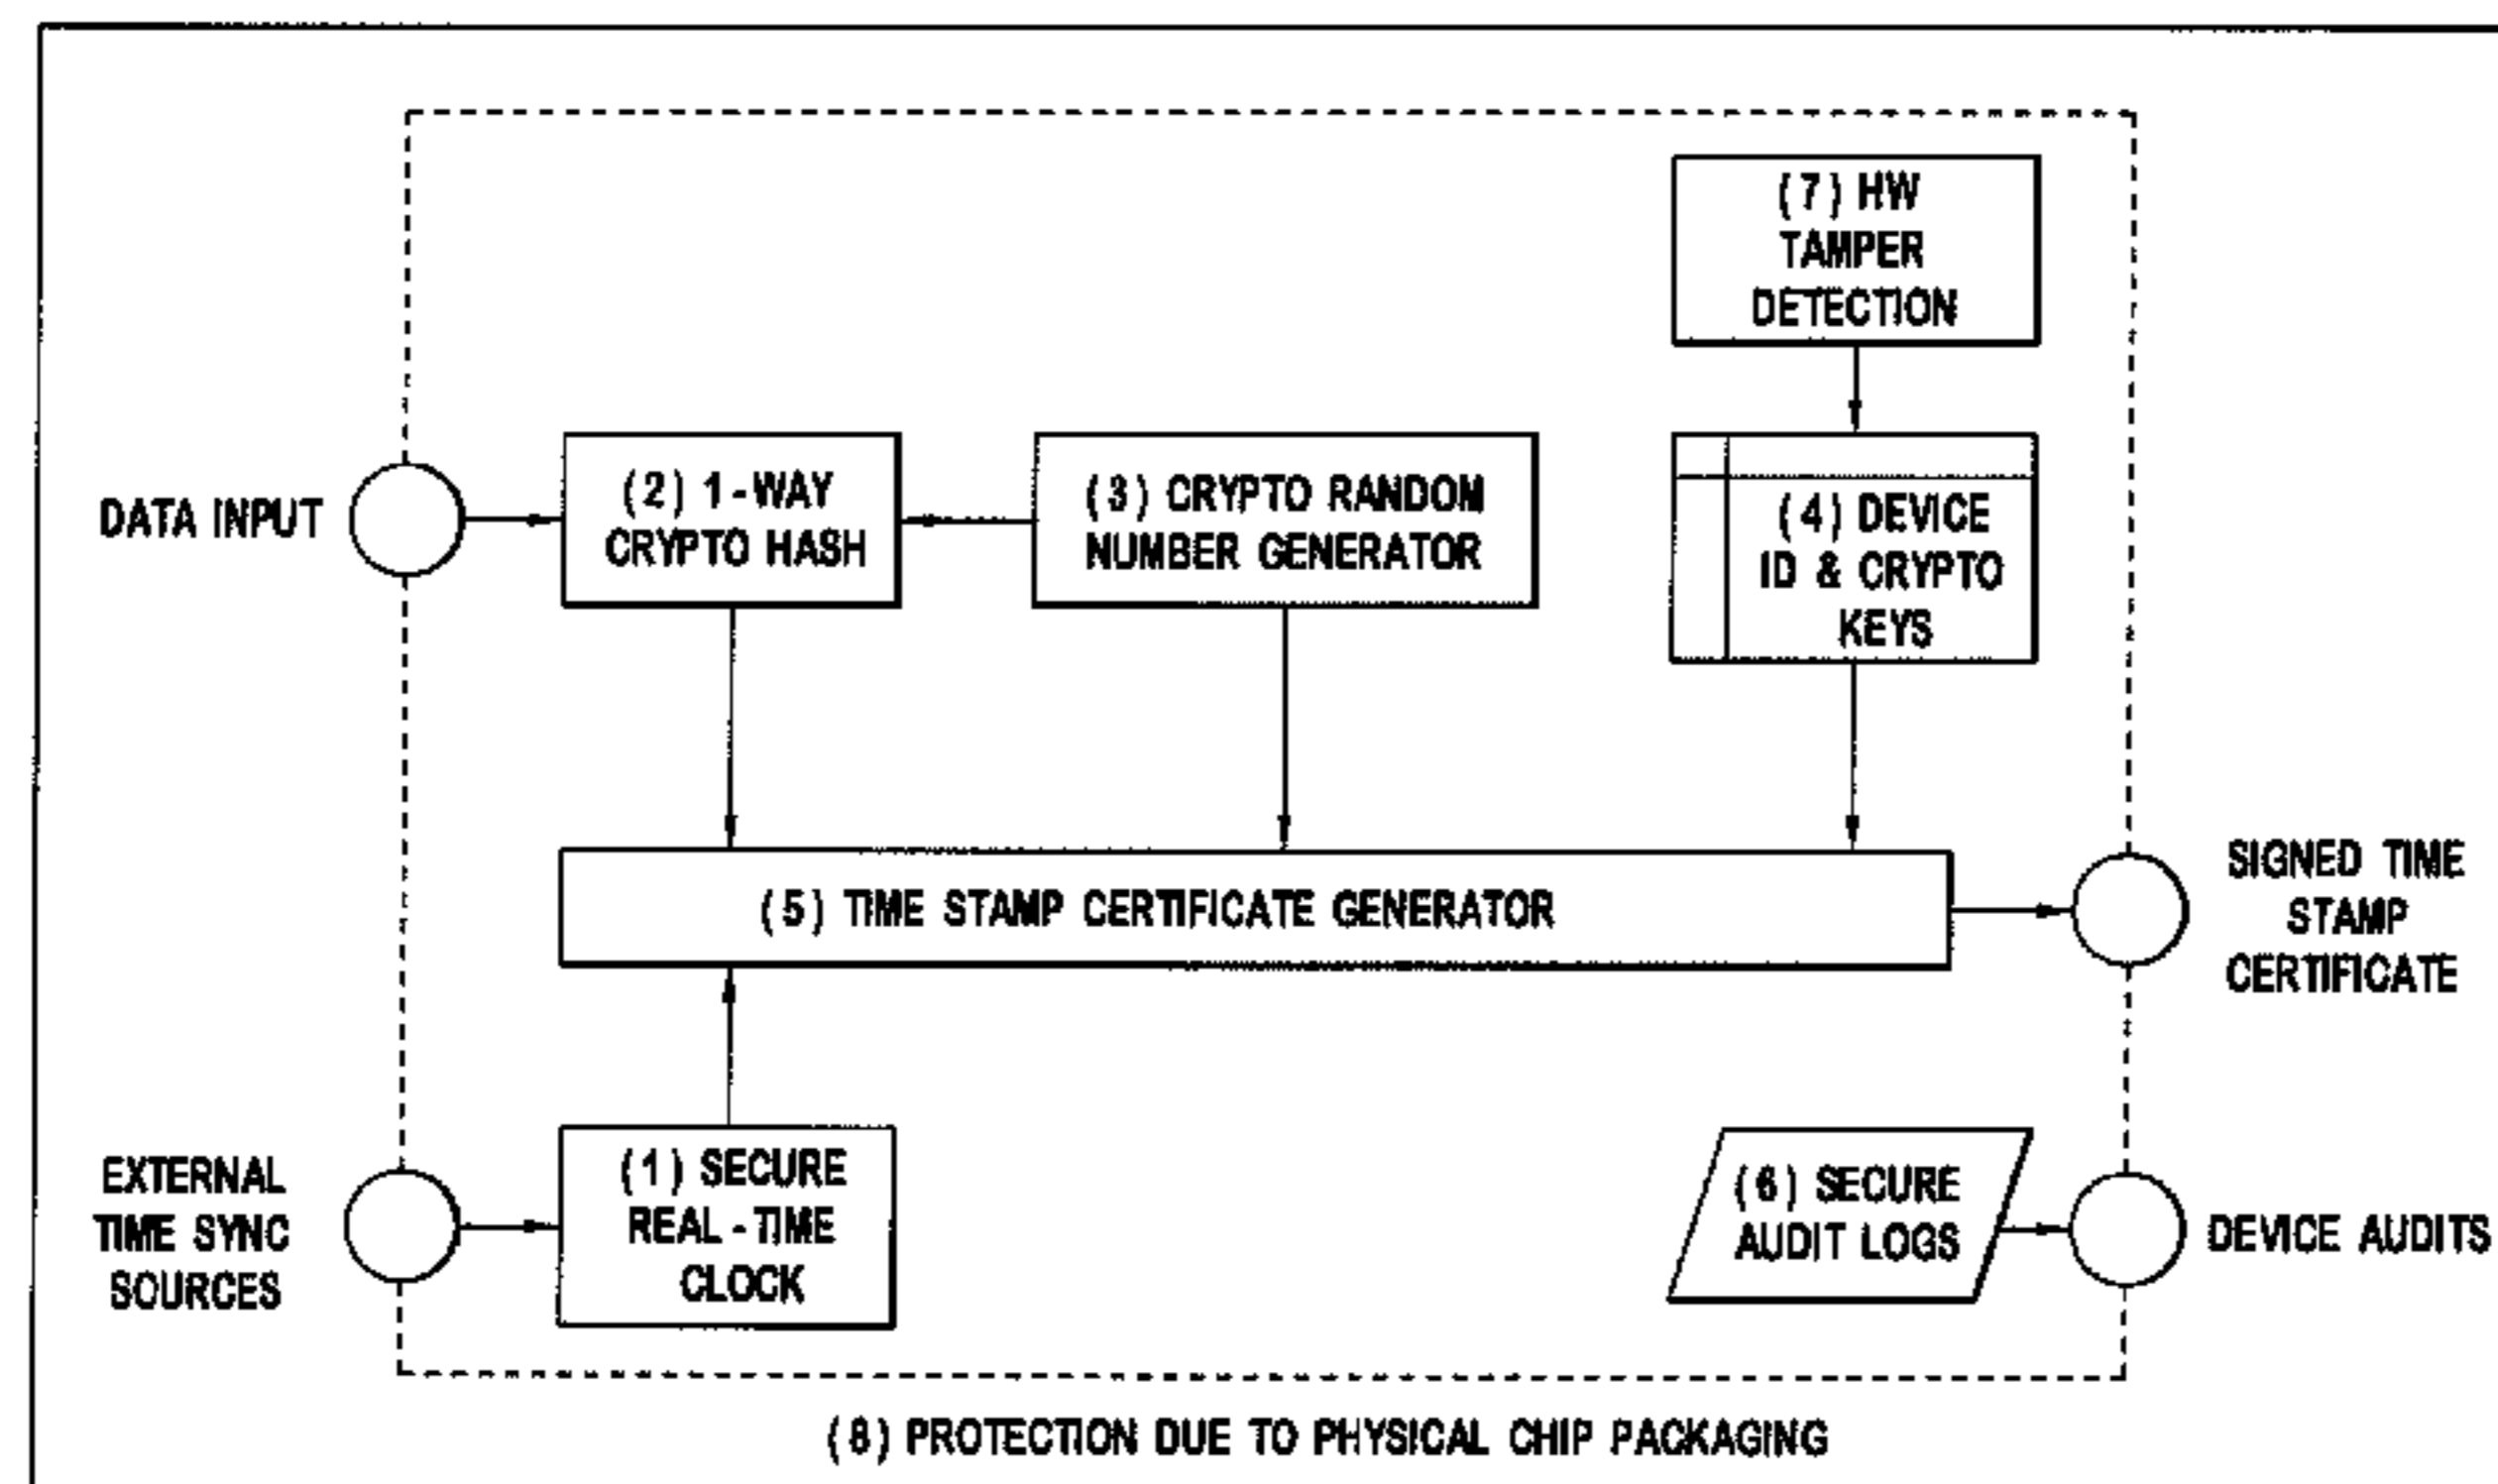 (7) HW
TAMPER
DETECTION
DATA INPUT
(2) 1-WAY
CRYPTO HASH
(3) CRYPTO RANDOM
NUMBER GENERATOR
(4) DEVICE
ID & CRYPTO
KEYS
(5) TIME STAMP CERTIFICATE GENERATOR
SIGNED TIME
STAMP
CERTIFICATE
EXTERNAL
TIME SYNC
SOURCES
(1) SECURE
REAL-TIME
CLOCK
(6) SECURE
AUDIT LOGS
DEVICE AUDITS
(8) PROTECTION DUE TO PHYSICAL CHIP PACKAGING